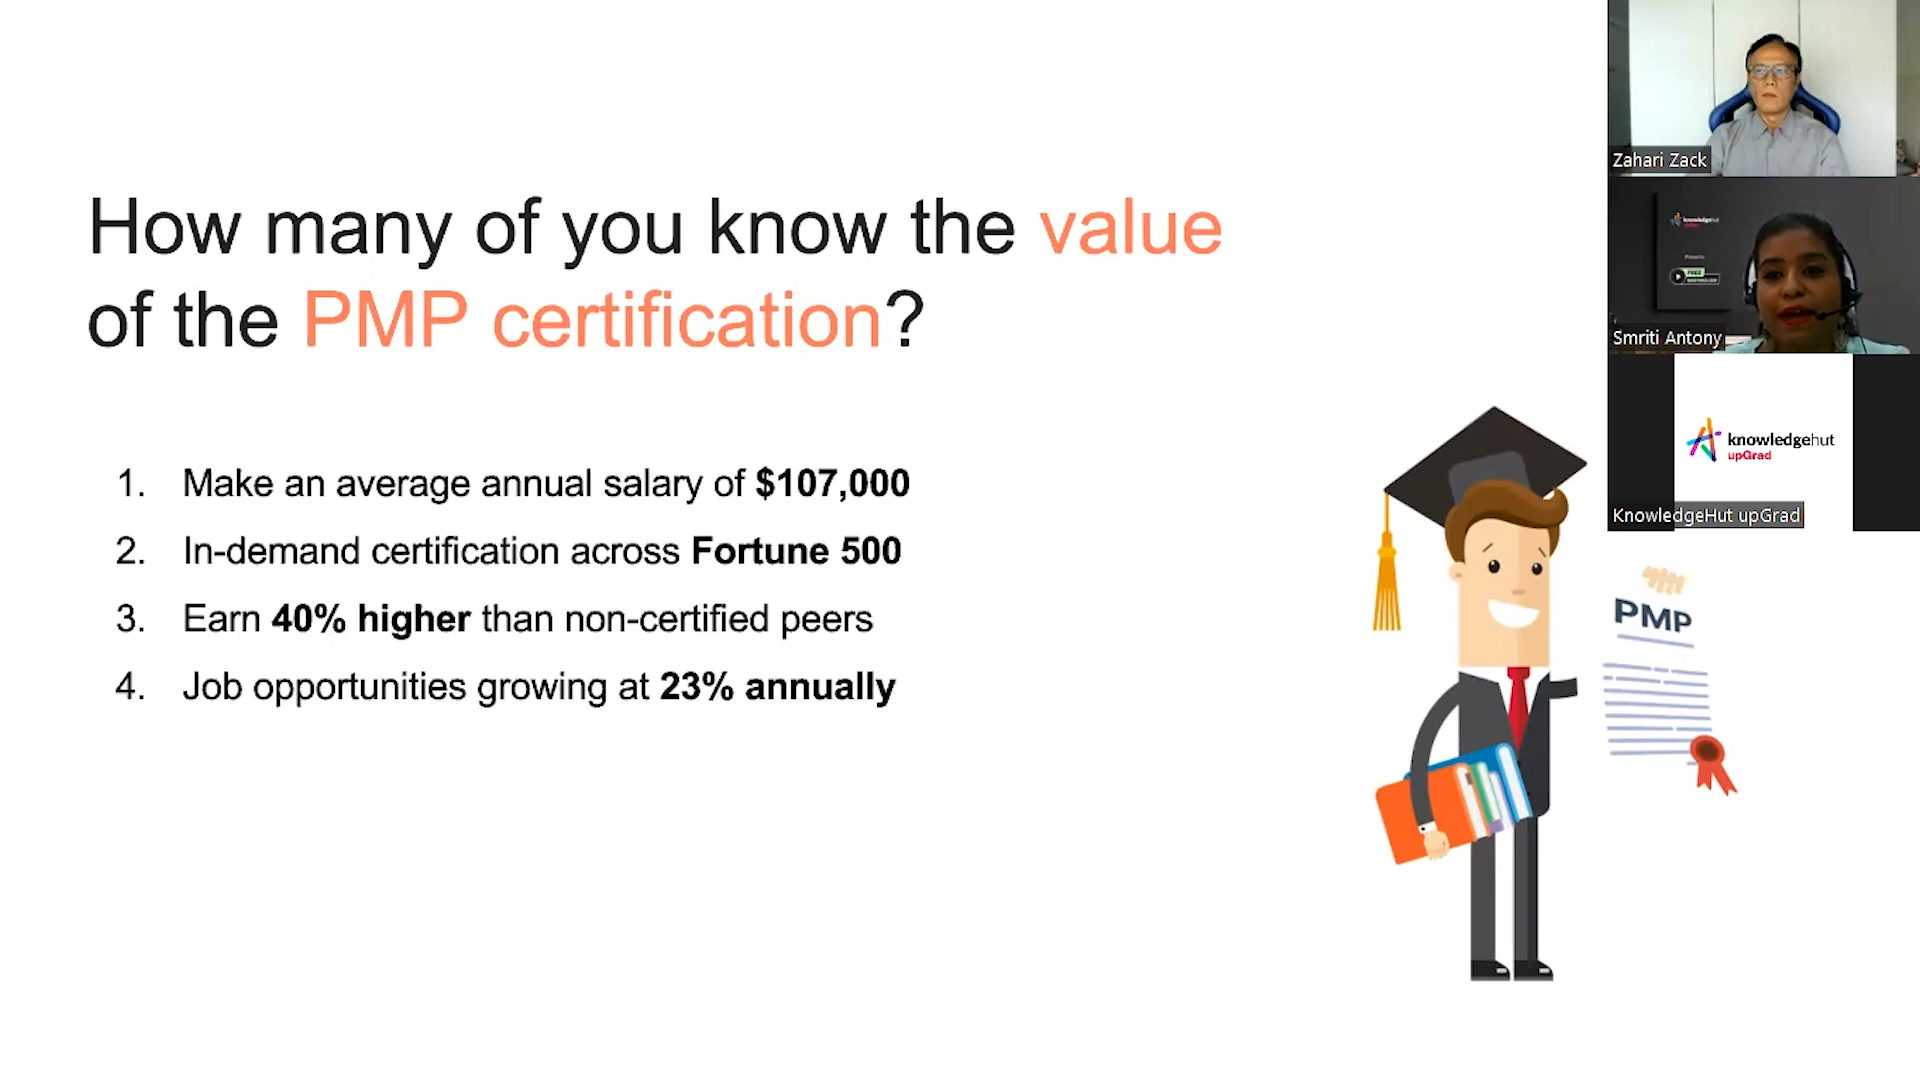 How many of you know the value
of the PMP certification?
1. Make an average annual salary of $107,000
2. In-demand certification across Fortune 500
3. Earn 40% higher than non-certified peers
4. Job opportunities growing at 23% annually
PMP
Zahari Zack
knowledgehut
FREE
Smriti Antony
knowledgehut
upGrad
KnowledgeHut upGrad